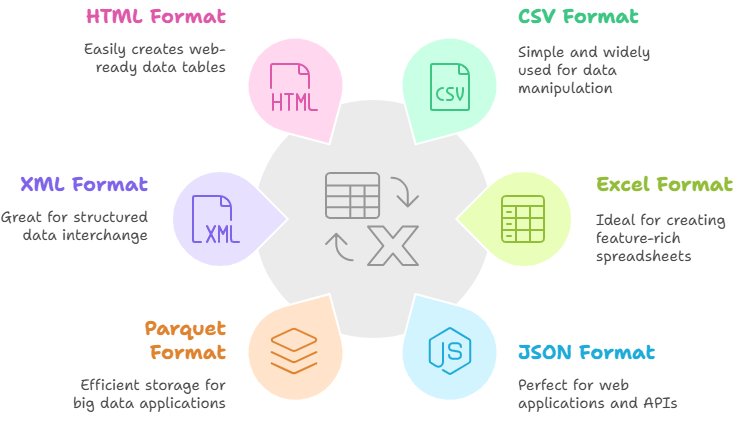 HTML Format
Easily creates web-
ready data tables
HTML
CSV Format
Simple and widely
used for data
manipulation
CSV
XML Format
Great for structured
data interchange
XML
Excel Format
Ideal for creating
feature-rich
spreadsheets
X
Parquet
Format
Efficient storage for
big data applications
JSON Format
Perfect for web
applications and APIs
JS